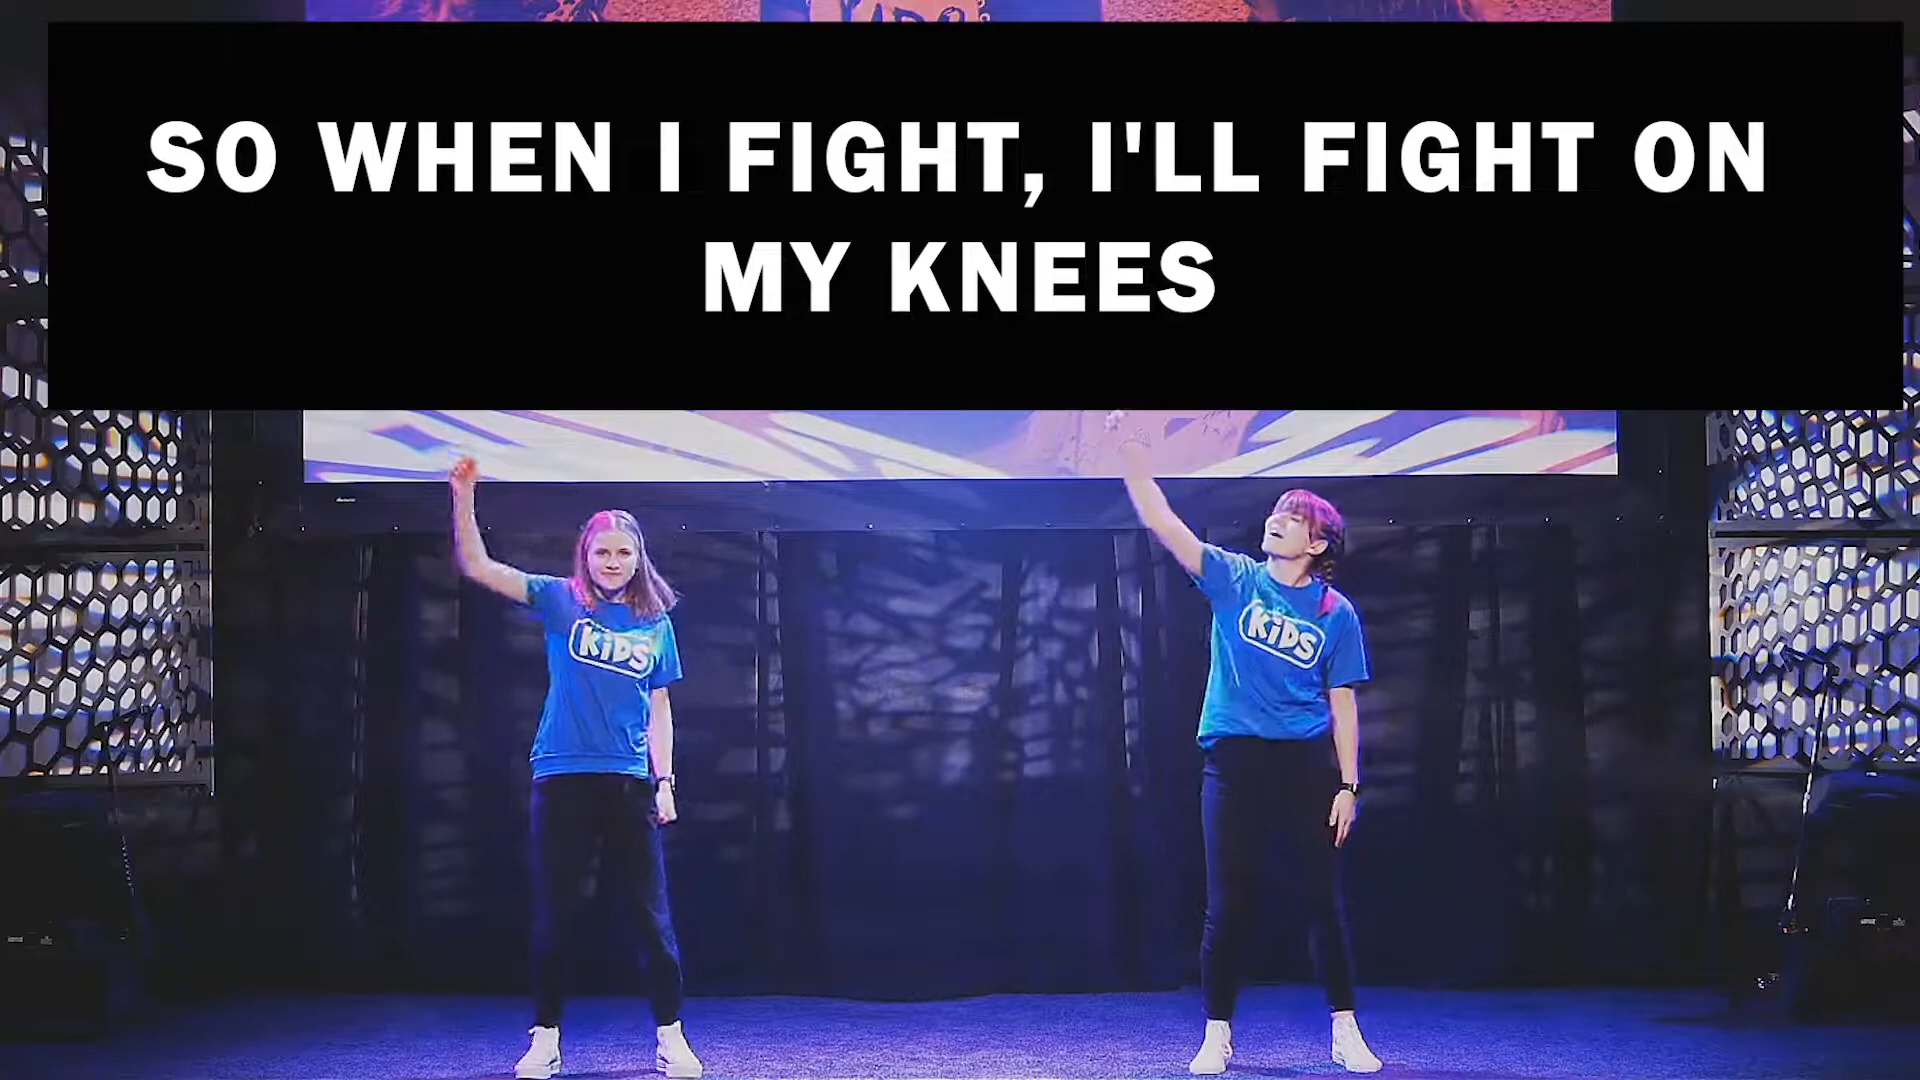 SO WHEN I FIGHT, I'LL FIGHT ON
MY KNEES
KiDS
KiDS